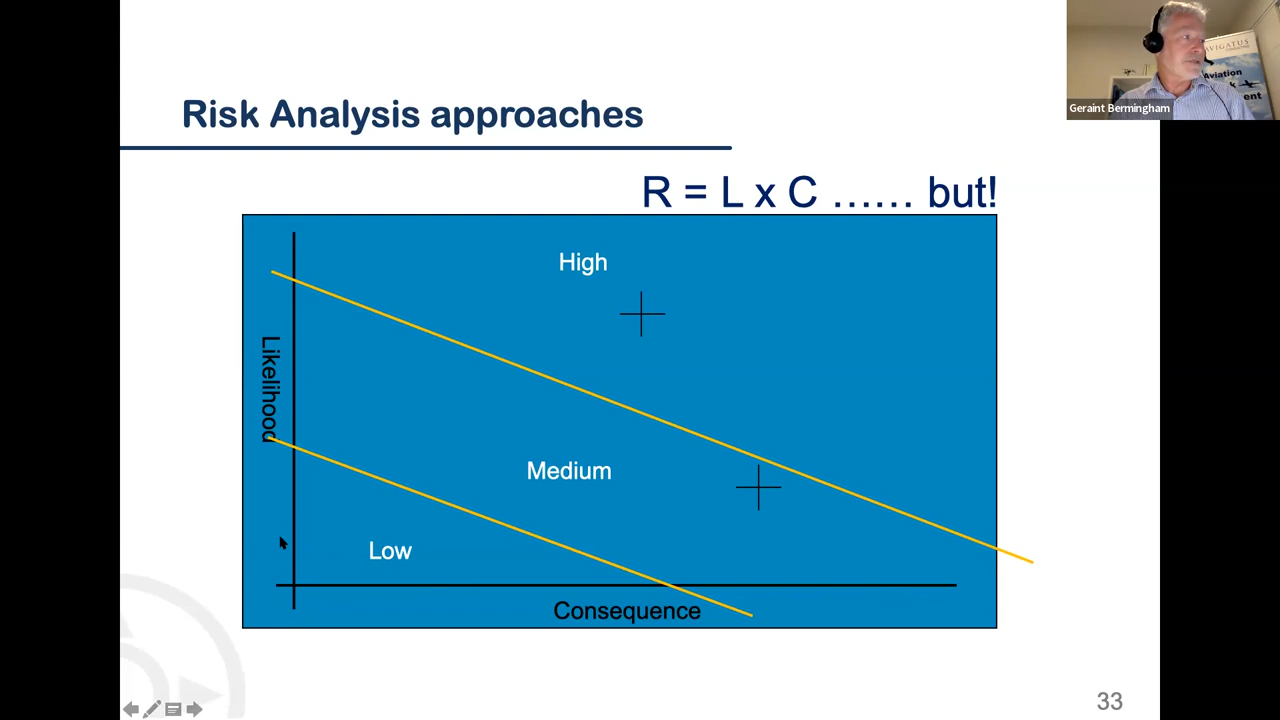 Risk Analysis approaches
R = L x C ...... but!
High
Likelihood
Medium
Low
Consequence
33
Geraint Bermingham
Aviation